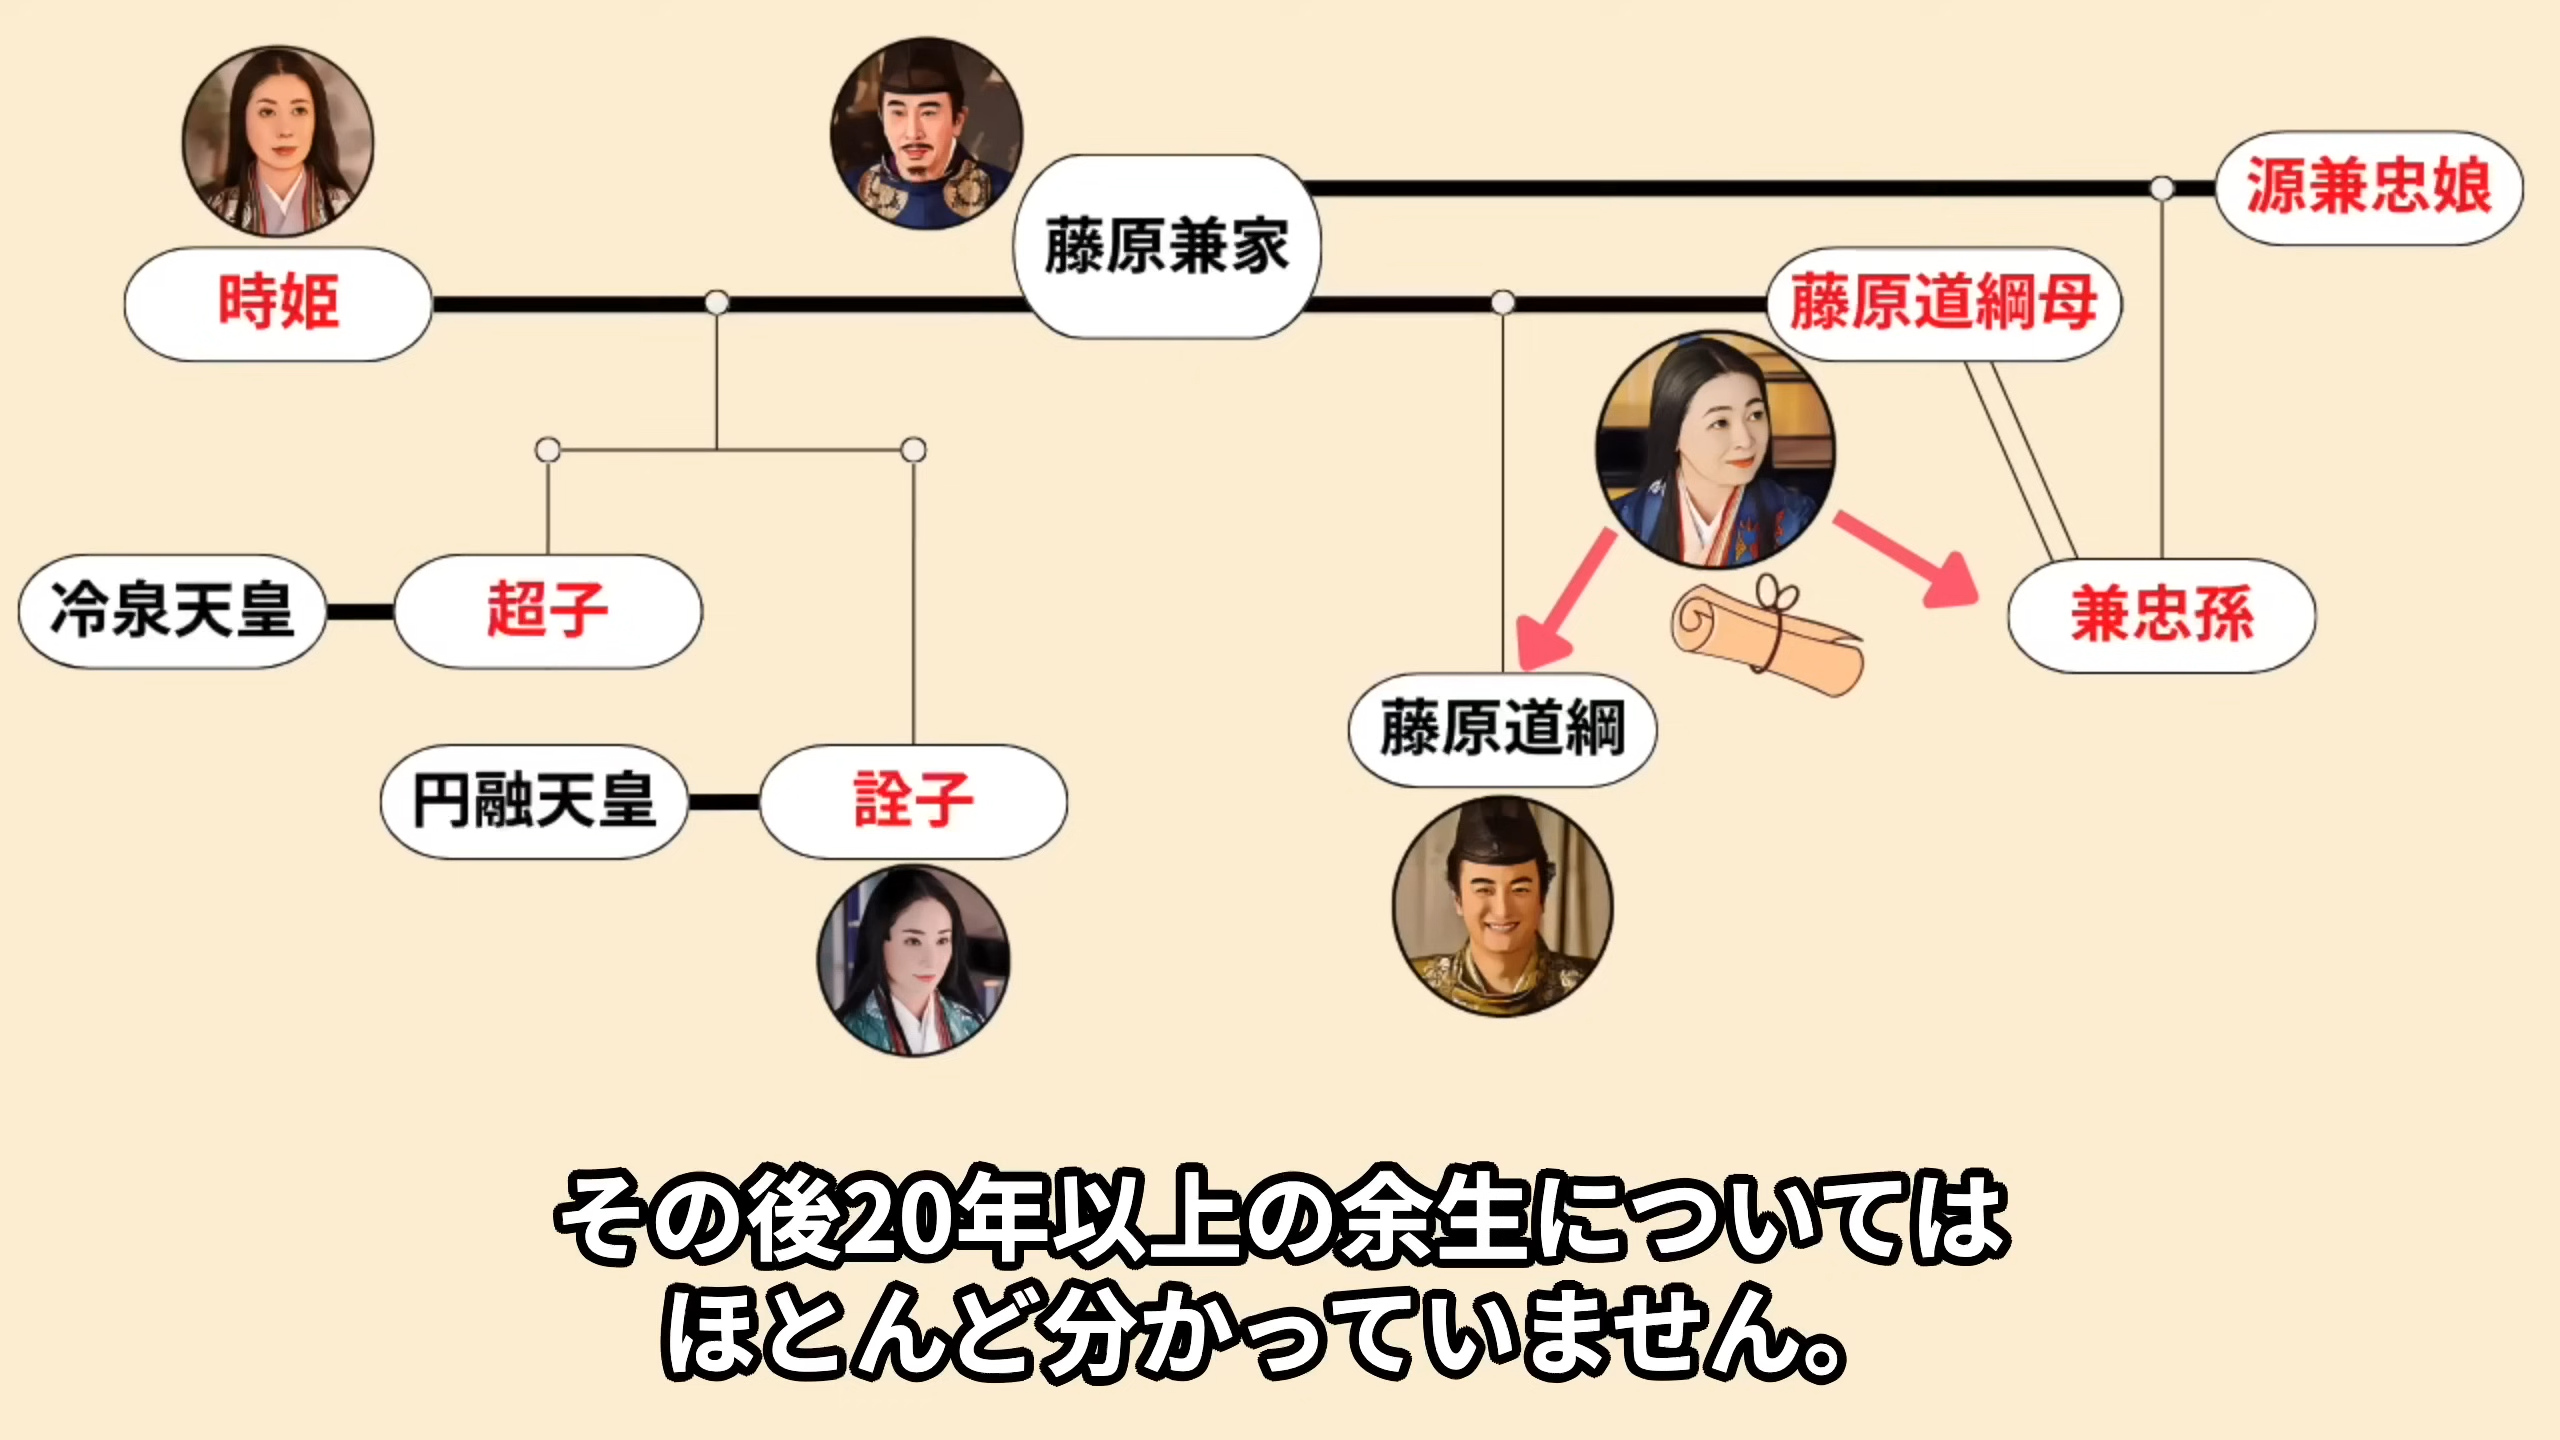 源兼忠娘
藤原兼家
時姫
藤原道綱母
冷泉天皇
超子
兼忠孫
藤原道綱
円融天皇
詮子
その後20年以上の余生については
ほとんど分かっていません。